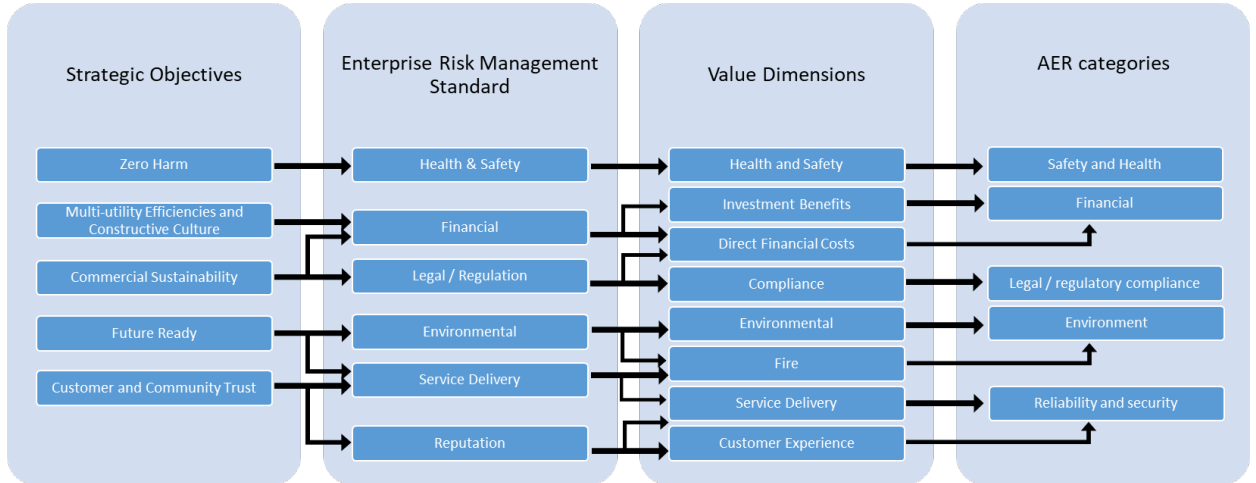 Strategic Objectives
Zero Harm
Multi-utility Efficiencies and
Constructive Culture
Commercial Sustainability
Future Ready
Customer and Community Trust
Enterprise Risk Management
Standard
Health & Safety
Financial
Legal / Regulation
Environmental
Service Delivery
Reputation
Value Dimensions
Health and Safety
Investment Benefits
Direct Financial Costs
Compliance
Environmental
Fire
Service Delivery
Customer Experience
AER categories
Safety and Health
Financial
Legal / regulatory compliance
Environment
Reliability and security